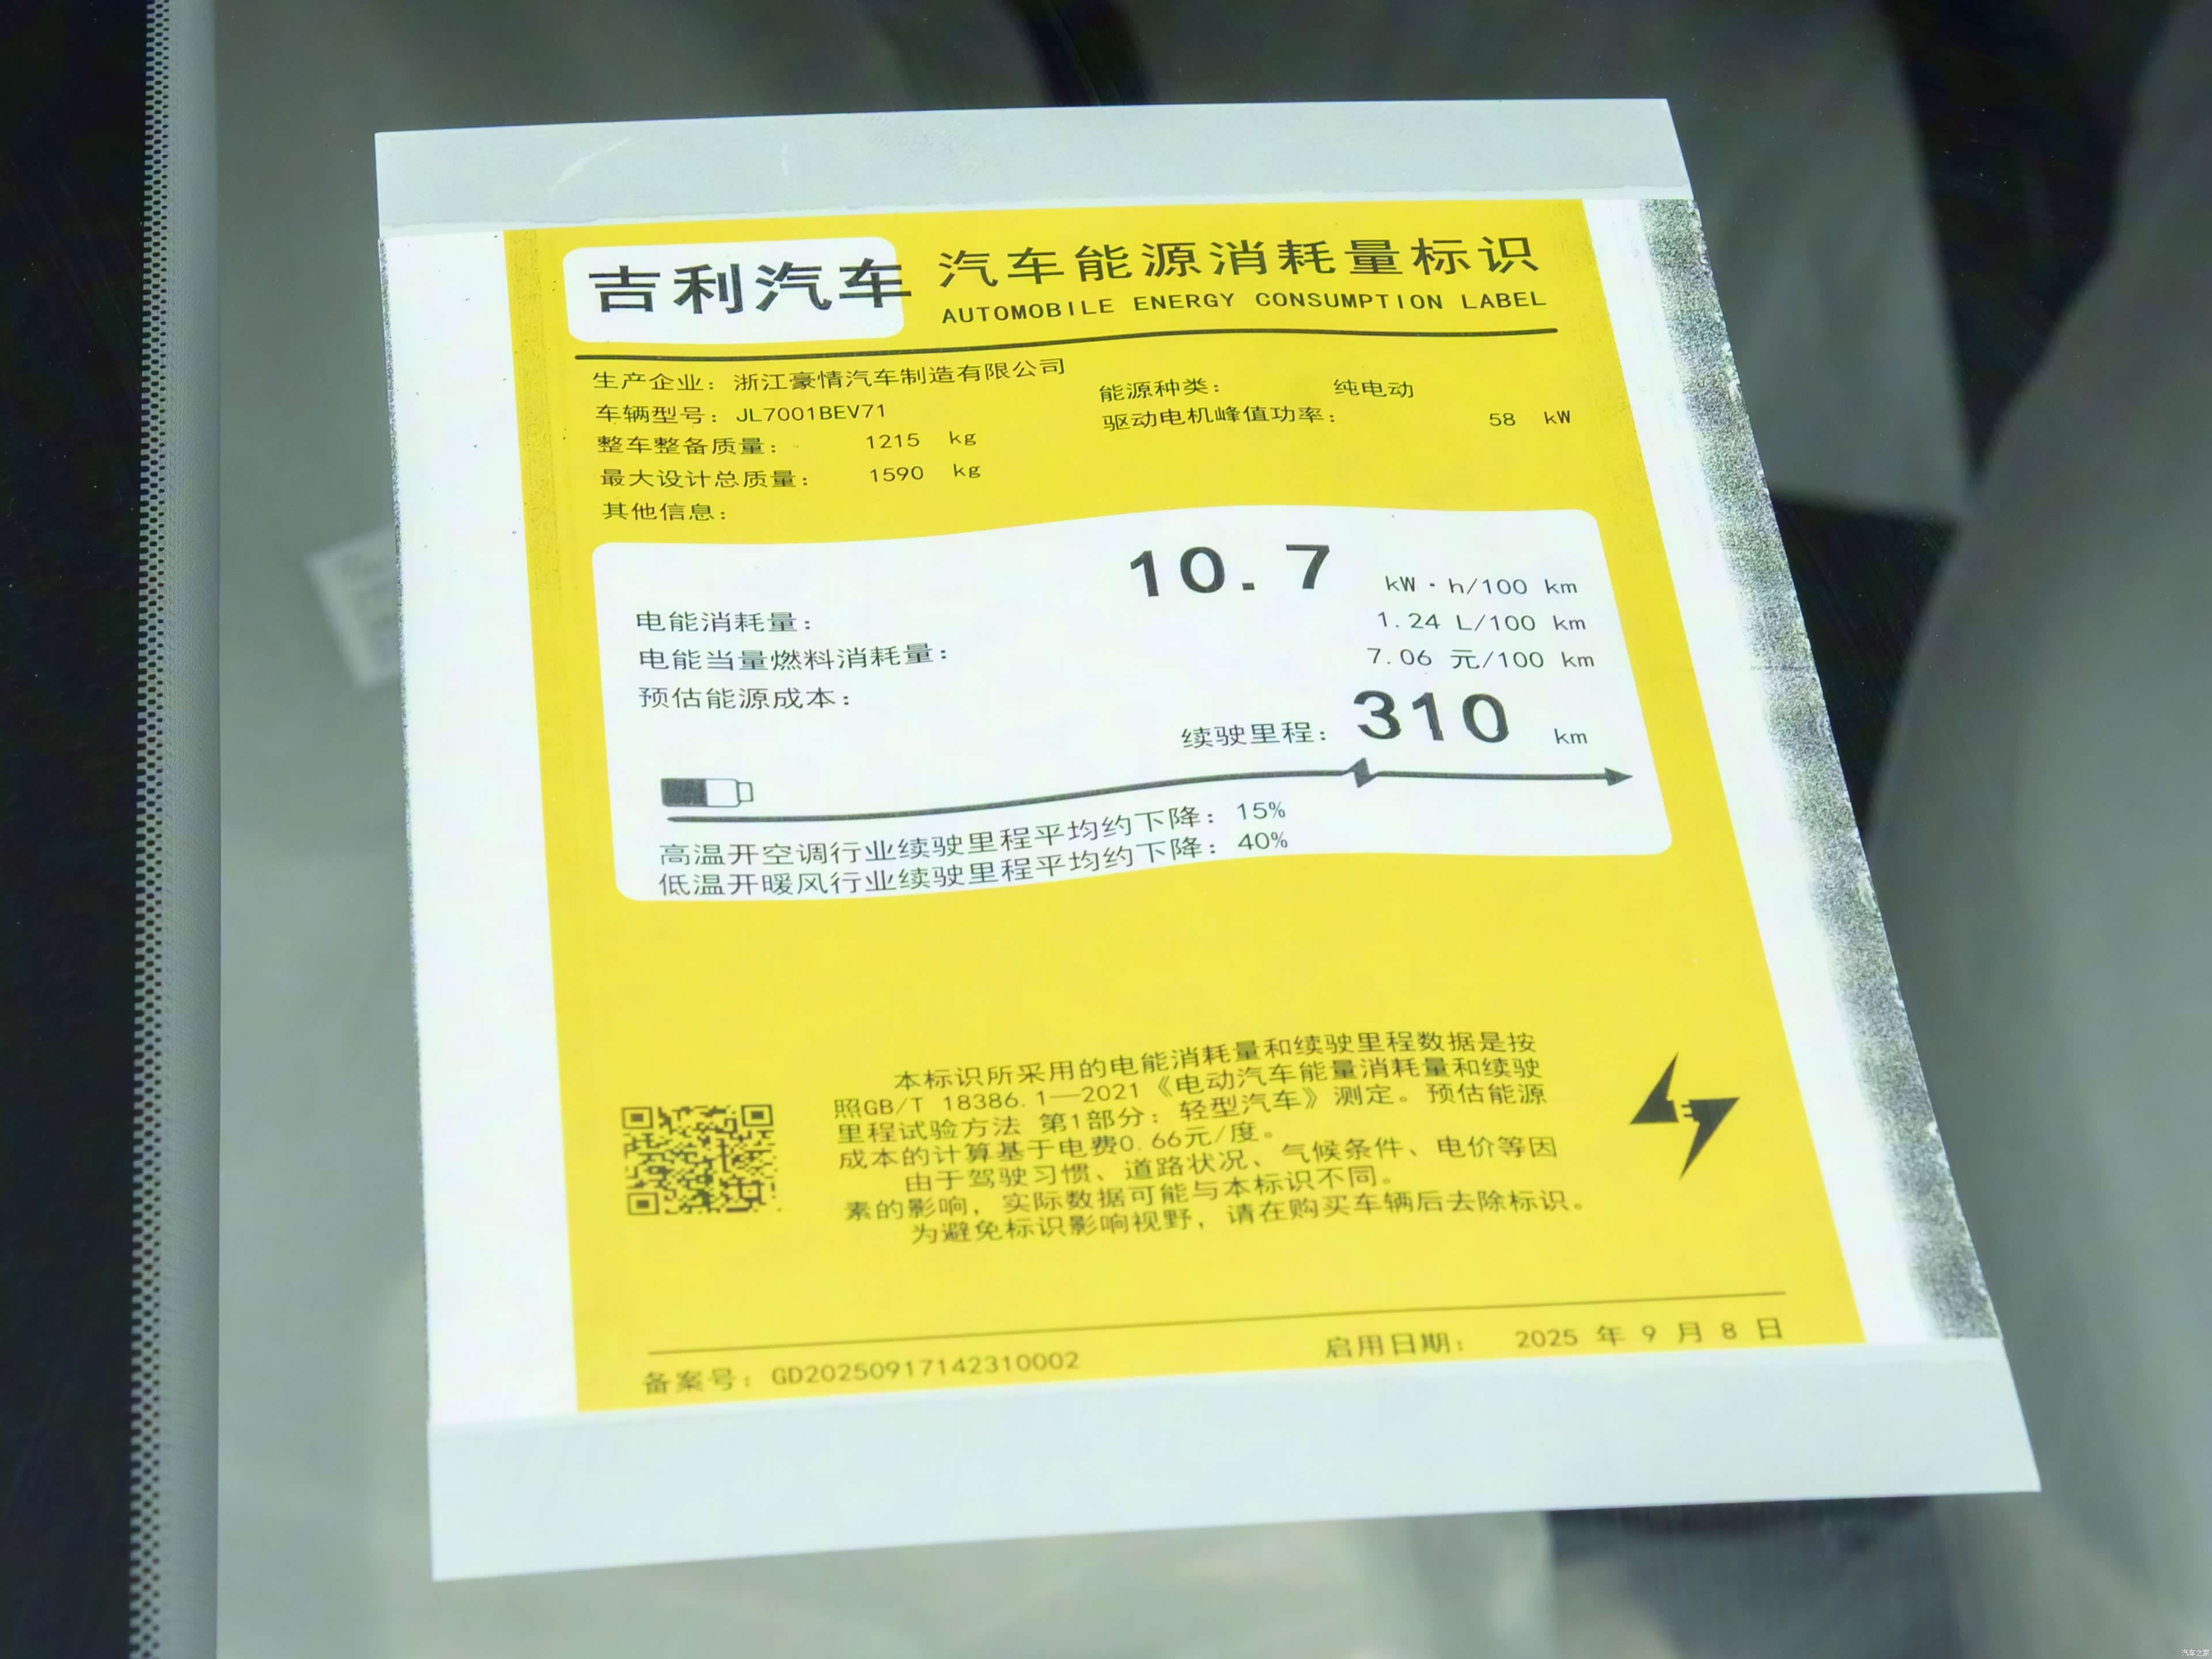 吉利汽车 汽车能源消耗量标识
AUTOMOBILE ENERGY CONSUMPTION LABEL
生产企业：浙江豪情汽车制造有限公司
能源种类： 纯电动
车辆型号：JL7001BEV71
驱动电机峰值功率： 58 kW
整车整备质量： 1215 kg
最大设计总质量： 1590 kg
其他信息：
10.7 kW·h/100 km
电能消耗量：
1.24 L/100 km
电能当量燃料消耗量：
7.06 元/100 km
预估能源成本：
续驶里程：310 km
高温开空调行业续驶里程平均约下降：15%
低温开暖风行业续驶里程平均约下降：40%
本标识所采用的电能消耗量和续驶里程数据是按
照GB/T 18386.1—2021《电动汽车能量消耗量和续驶
里程试验方法 第1部分：轻型汽车》测定。预估能源
成本的计算基于电费0.66元/度。
由于驾驶习惯、道路状况、气候条件、电价等因
素的影响，实际数据可能与本标识不同。
为避免标识影响视野，请在购买车辆后去除标识。
备案号：GD20250917142310002
启用日期： 2025 年 9 月 8 日
汽车之家